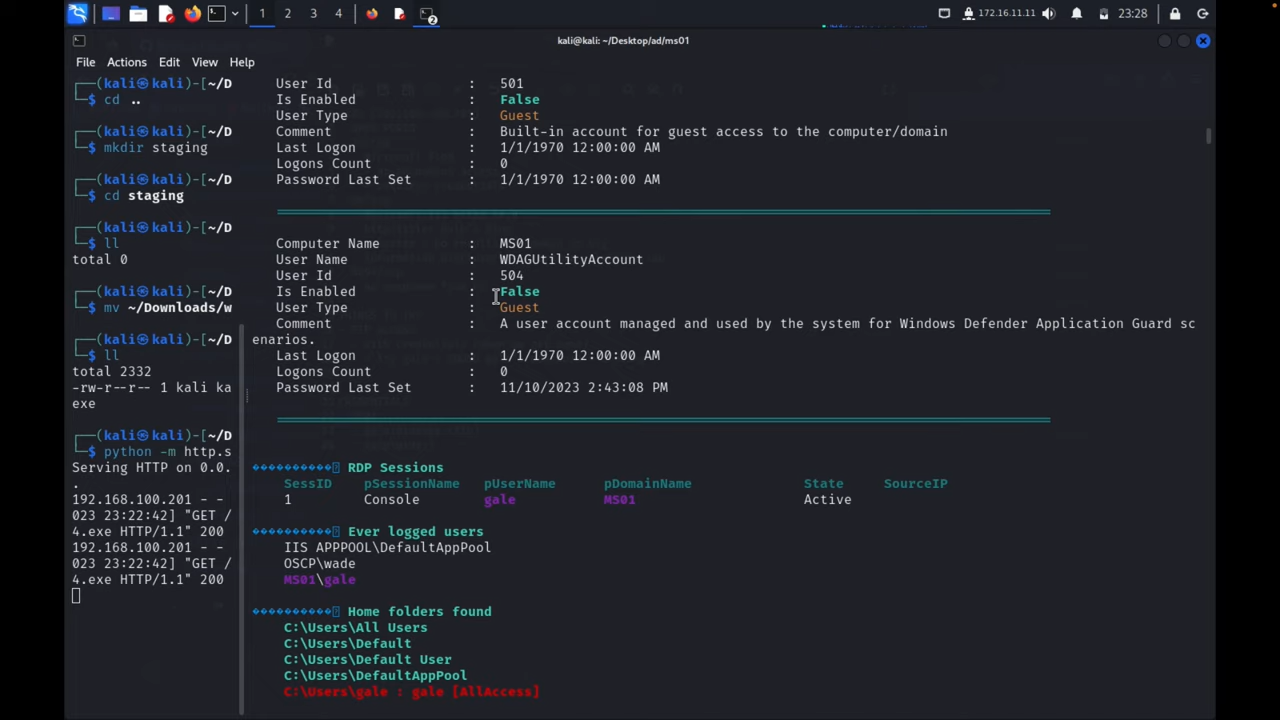 1 2 3 4 2 172.16.11.11 23:28
kali@kali: ~/Desktop/ad/ms01
File Actions Edit View Help
┌──(kali㉿kali)-[~/D
└─$ cd ..
┌──(kali㉿kali)-[~/D
└─$ mkdir staging
┌──(kali㉿kali)-[~/D
└─$ cd staging
┌──(kali㉿kali)-[~/D
└─$ ll
total 0
┌──(kali㉿kali)-[~/D
└─$ mv ~/Downloads/w
┌──(kali㉿kali)-[~/D
└─$ ll
total 2332
-rw-r--r-- 1 kali ka
exe
┌──(kali㉿kali)-[~/D
└─$ python -m http.s
Serving HTTP on 0.0.
.
192.168.100.201 - -
023 23:22:42] "GET /
4.exe HTTP/1.1" 200
192.168.100.201 - -
023 23:22:42] "GET /
4.exe HTTP/1.1" 200
User Id : 501
Is Enabled : False
User Type : Guest
Comment : Built-in account for guest access to the computer/domain
Last Logon : 1/1/1970 12:00:00 AM
Logons Count : 0
Password Last Set : 1/1/1970 12:00:00 AM
Computer Name : MS01
User Name : WDAGUtilityAccount
User Id : 504
Is Enabled : False
User Type : Guest
Comment : A user account managed and used by the system for Windows Defender Application Guard sc
enarios.
Last Logon : 1/1/1970 12:00:00 AM
Logons Count : 0
Password Last Set : 11/10/2023 2:43:08 PM
RDP Sessions
SessID pSessionName pUserName pDomainName State SourceIP
1 Console gale MS01 Active
Ever logged users
IIS APPPOOL\DefaultAppPool
OSCP\wade
MS01\gale
Home folders found
C:\Users\All Users
C:\Users\Default
C:\Users\Default User
C:\Users\DefaultAppPool
C:\Users\gale : gale [AllAccess]